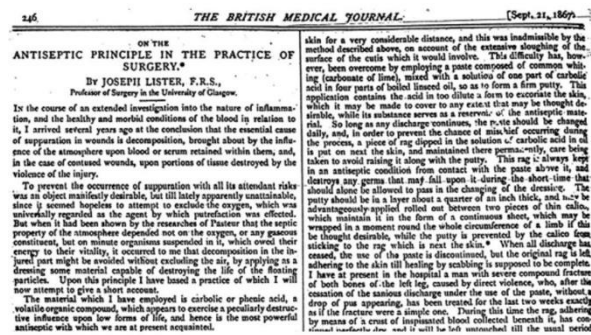 246
THE BRITISH MEDICAL JOURNAL.
[Sept. 21, 1867.
ON THE
ANTISEPTIC PRINCIPLE IN THE PRACTICE OF
SURGERY.*
BY JOSEPH LISTER, F.R.S.,
Professor of Surgery in the University of Glasgow.
IN the course of an extended investigation into the nature of inflamma-
tion, and the healthy and morbid conditions of the blood in relation to
it, I arrived several years ago at the conclusion that the essential cause
of suppuration in wounds is decomposition, brought about by the influ-
ence of the atmosphere upon blood or serum retained within them, and,
in the case of contused wounds, upon portions of tissue destroyed by the
violence of the injury.
To prevent the occurrence of suppuration with all its attendant risks
was an object manifestly desirable, but till lately apparently unattainable,
since it seemed hopeless to attempt to exclude the oxygen, which was
universally regarded as the agent by which putrefaction was effected.
But when it had been shown by the researches of Pasteur that the septic
property of the atmosphere depended not on the oxygen, or any gaseous
constituent, but on minute organisms suspended in it, which owed their
energy to their vitality, it occurred to me that decomposition in the in-
jured part might be avoided without excluding the air, by applying as a
dressing some material capable of destroying the life of the floating
particles. Upon this principle I have based a practice of which I will
now attempt to give a short account.
The material which I have employed is carbolic or phenic acid, a
volatile organic compound, which appears to exercise a peculiarly destruc-
tive influence upon low forms of life, and hence is the most powerful
antiseptic with which we are at present acquainted.
skin for a very considerable distance, and this was inadmissible by the
method described above, on account of the extensive sloughing of the
surface of the cutis which it would involve. This difficulty has, how-
ever, been overcome by employing a paste composed of common whit-
ing (carbonate of lime), mixed with a solution of one part of carbolic
acid in four parts of boiled linseed oil, so as to form a firm putty. This
application contains the acid in too dilute a form to excoriate the skin,
which it may be made to cover to any extent that may be thought de-
sirable, while its substance serves as a reservoir of the antiseptic mate-
rial. So long as any discharge continues, the paste should be changed
daily, and, in order to prevent the chance of mischief occurring during
the process, a piece of rag dipped in the solution of carbolic acid in oil
is put on next the skin, and maintained there permanently, care being
taken to avoid raising it along with the putty. This rag is always kept
in an antiseptic condition from contact with the paste above it, and
destroys any germs that may fall upon it during the short time that
should alone be allowed to pass in the changing of the dressing. The
putty should be in a layer about a quarter of an inch thick, and may be
advantageously applied rolled out between two pieces of thin calico,
which maintain it in the form of a continuous sheet, which may be
wrapped in a moment round the whole circumference of a limb if this
be thought desirable, while the putty is prevented by the calico from
sticking to the rag which is next the skin.* When all discharge has
ceased, the use of the paste is discontinued, but the original rag is left
adhering to the skin till healing by scabbing is supposed to be complete.
I have at present in the hospital a man with severe compound fracture
of both bones of the left leg, caused by direct violence, who, after the
cessation of the sanious discharge under the use of the paste, without a
drop of pus appearing, has been treated for the last two weeks exactly
as if the fracture was a simple one. During this time the rag, adhering
by means of a crust of inspissated blood collected beneath it, has con-
will be left untouched till the usual period